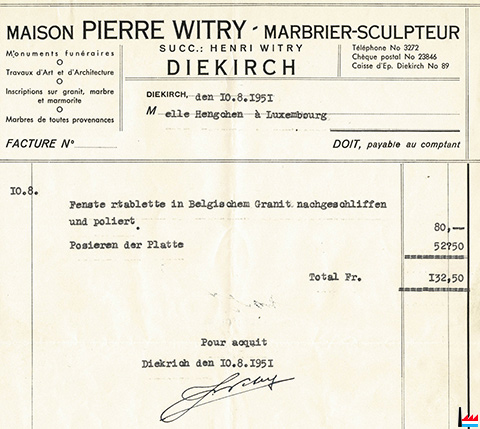 MAISON PIERRE WITRY - MARBRIER-SCULPTEUR
SUCC.: HENRI WITRY
DIEKIRCH
Monuments funéraires
Travaux d'Art et d'Architecture
Inscriptions sur granit, marbre
et marmorite
Marbres de toutes provenances
Téléphone No 3272
Chèque postal No 23846
Caisse d'Ep. Diekirch No 89
DIEKIRCH, den 10.8.1951
M elle Hengchen à Luxembourg
FACTURE No
DOIT, payable au comptant
10.8.
Fenste rtablette in Belgischem Granit nachgeschliffen
und poliert 80,—
Posieren der Platte 52?50
Total Fr. 132,50
Pour acquit
Diekrich den 10.8.1951